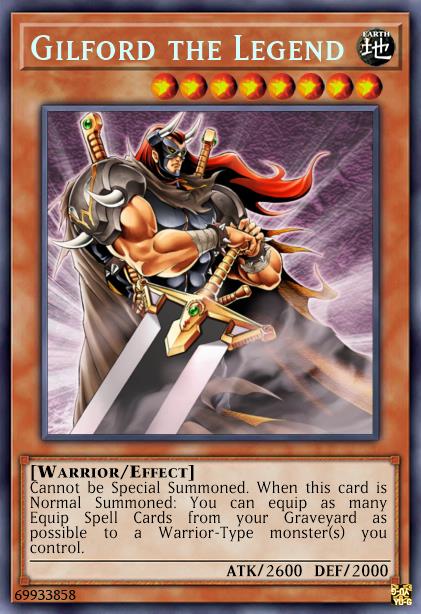 GILFORD THE LEGEND
EARTH
地
[WARRIOR/EFFECT]
Cannot be Special Summoned. When this card is
Normal Summoned: You can equip as many
Equip Spell Cards from your Graveyard as
possible to a Warrior-Type monster(s) you
control.
ATK/2600 DEF/2000
69933858